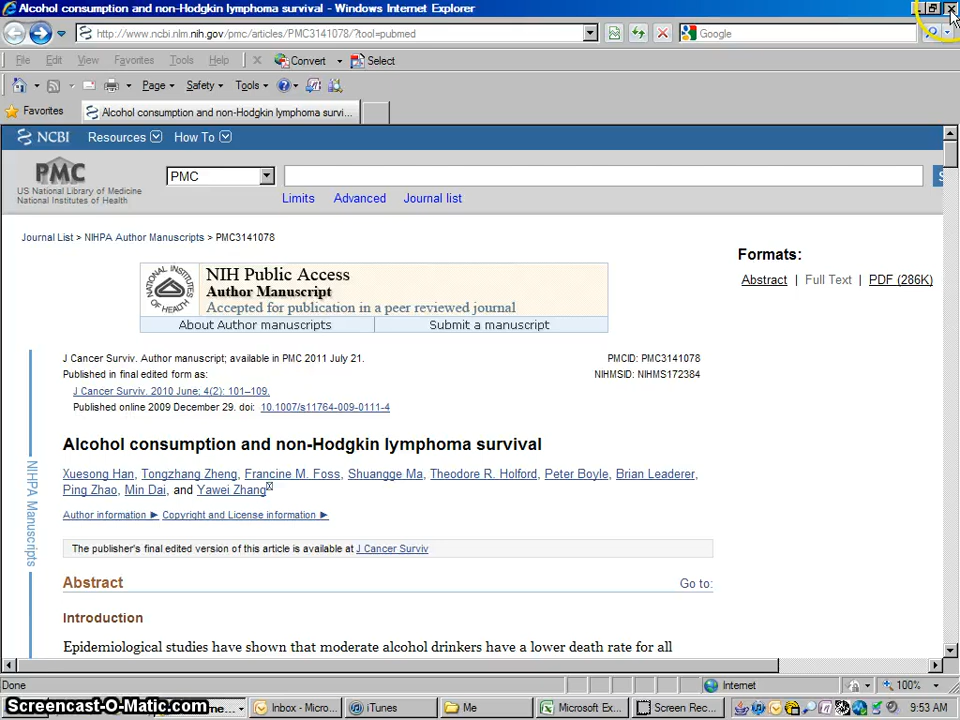 Alcohol consumption and non-Hodgkin lymphoma survival - Windows Internet Explorer
http://www.ncbi.nlm.nih.gov/pmc/articles/PMC3141078/?tool=pubmed
Google
File Edit View Favorites Tools Help
Convert Select
Page Safety Tools
Favorites
Alcohol consumption and non-Hodgkin lymphoma survi...
NCBI Resources How To
PMC
US National Library of Medicine
National Institutes of Health
PMC
S
Limits Advanced Journal list
Journal List > NIHPA Author Manuscripts > PMC3141078
Formats:
Abstract | Full Text | PDF (286K)
NIH Public Access
Author Manuscript
Accepted for publication in a peer reviewed journal
About Author manuscripts Submit a manuscript
NATIONAL INSTITUTES OF HEALTH
J Cancer Surviv. Author manuscript; available in PMC 2011 July 21. PMCID: PMC3141078
Published in final edited form as: NIHMSID: NIHMS172384
J Cancer Surviv. 2010 June; 4(2): 101–109.
Published online 2009 December 29. doi: 10.1007/s11764-009-0111-4
Alcohol consumption and non-Hodgkin lymphoma survival
Xuesong Han, Tongzhang Zheng, Francine M. Foss, Shuangge Ma, Theodore R. Holford, Peter Boyle, Brian Leaderer,
Ping Zhao, Min Dai, and Yawei Zhang
Author information ► Copyright and License information ►
NIHPA Manuscripts
The publisher's final edited version of this article is available at J Cancer Surviv
Abstract Go to:
Introduction
Epidemiological studies have shown that moderate alcohol drinkers have a lower death rate for all
Done Internet 100%
Screencast-O-Matic.com Inbox - Micro... iTunes Me Microsoft Ex... Screen Rec... 9:53 AM